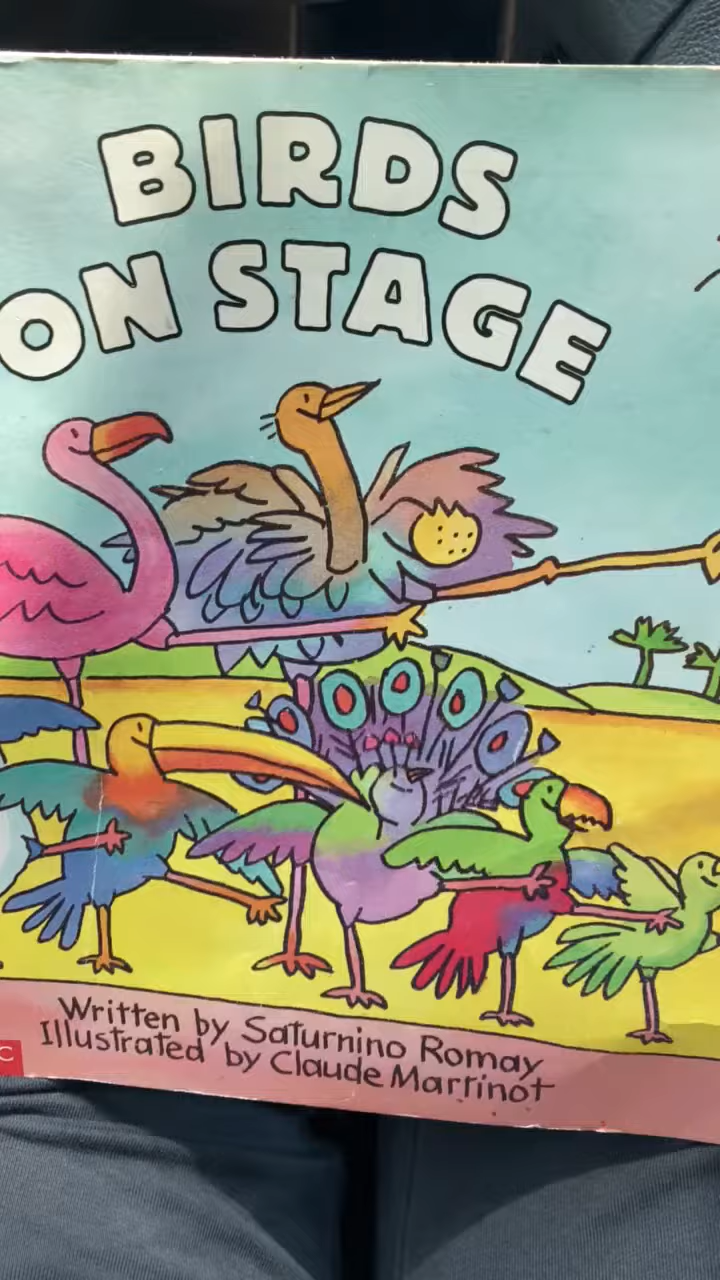 BIRDS
ON STAGE
Written by Saturnino Romay
Illustrated by Claude Martinot
C